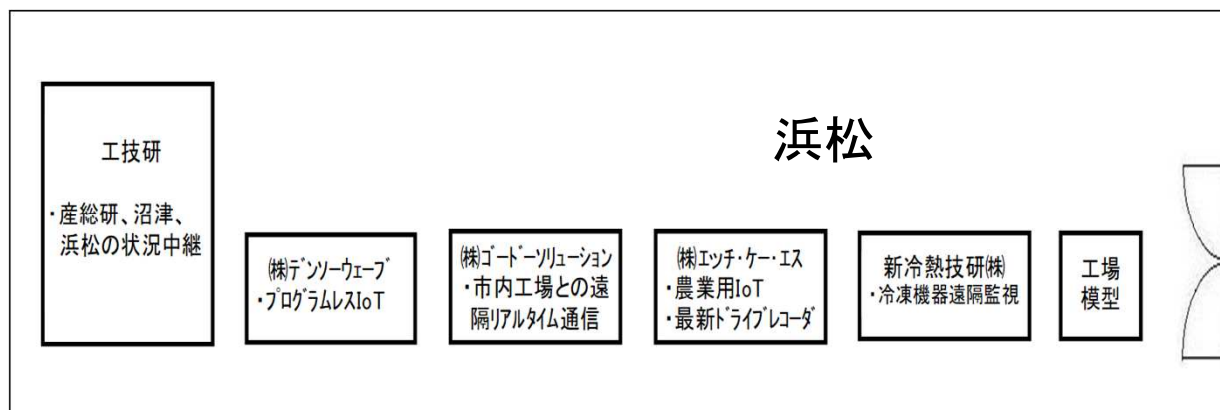 浜松
工技研
・産総研、沼津、
浜松の状況中継
㈱ﾃﾞﾝソーウェーブ
・プログラムレスIoT
㈱ゴードーソリューション
・市内工場との遠
隔リアルタイム通信
㈱エッチ・ケー・エス
・農業用IoT
・最新ドライブレコーダ
新冷熱技研㈱
・冷凍機器遠隔監視
工場
模型